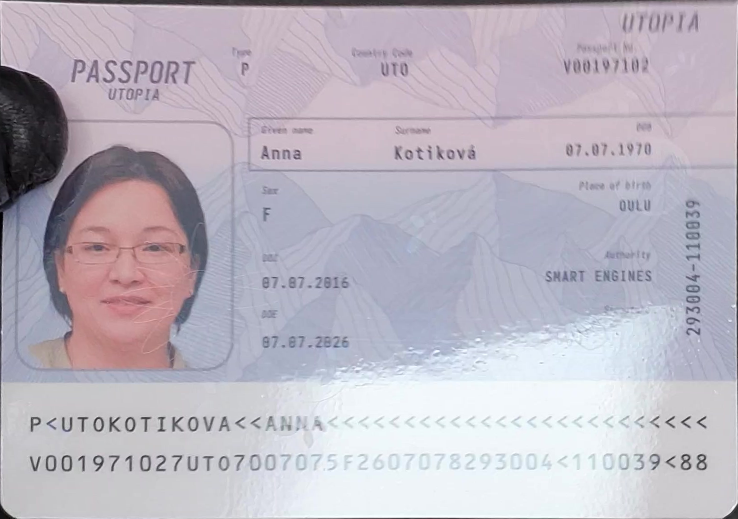 UTOPIA
PASSPORT
UTOPIA
Type
P
Country Code
UTO
Passport No
V00197102
Given name
Anna
Surname
Kotiková
DOB
07.07.1970
Sex
F
Place of birth
OULU
DOI
07.07.2016
Authority
SMART ENGINES
DOE
07.07.2026
293004-110039
P<UTOKOTIKOVA<<ANNA<<<<<<<<<<<<<<<<<<<<<<<<<
V001971027UTO7007075F2607078293004<110039<88